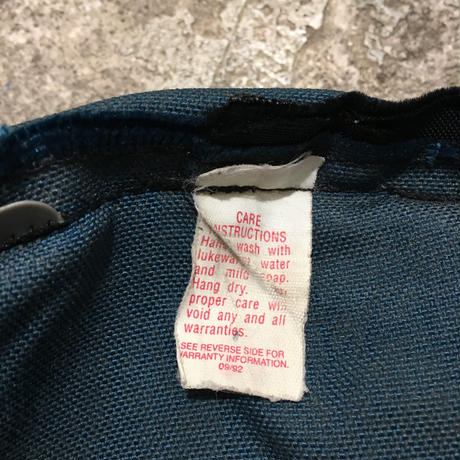 CARE
INSTRUCTIONS
Hand wash with
lukewarm water
and mild soap.
Hang dry.
proper care will
void any and all
warranties.
SEE REVERSE SIDE FOR
WARRANTY INFORMATION.
09/92